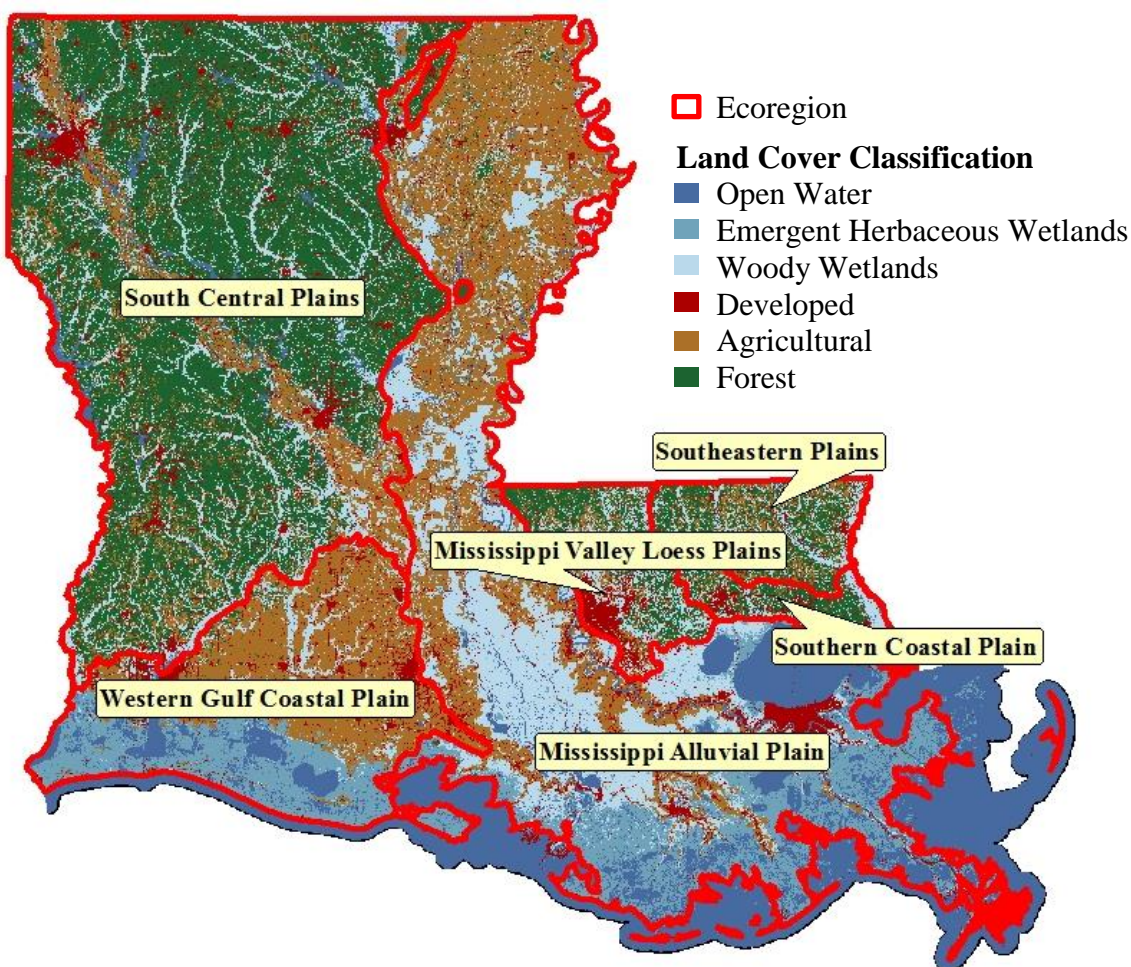 Ecoregion
Land Cover Classification
Open Water
Emergent Herbaceous Wetlands
Woody Wetlands
Developed
Agricultural
Forest
South Central Plains
Southeastern Plains
Mississippi Valley Loess Plains
Southern Coastal Plain
Western Gulf Coastal Plain
Mississippi Alluvial Plain